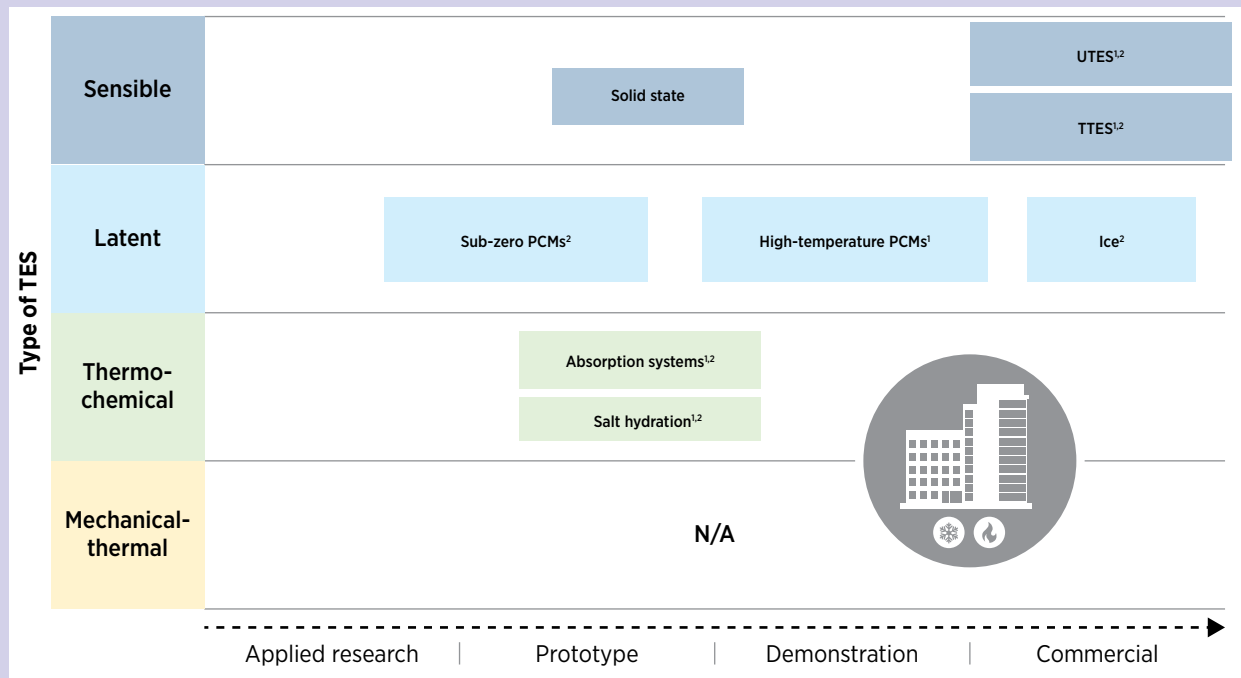 Type of TES
Sensible
Solid state
UTES¹,²
TTES¹,²
Latent
Sub-zero PCMs²
High-temperature PCMs¹
Ice²
Thermo-
chemical
Absorption systems¹,²
Salt hydration¹,²
Mechanical-
thermal
N/A
Applied research | Prototype | Demonstration | Commercial